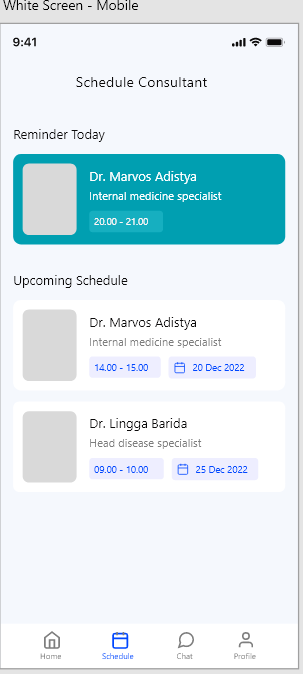 White Screen - Mobile
9:41
Schedule Consultant
Reminder Today
Dr. Marvos Adistya
Internal medicine specialist
20.00 - 21.00
Upcoming Schedule
Dr. Marvos Adistya
Internal medicine specialist
14.00 - 15.00 20 Dec 2022
Dr. Lingga Barida
Head disease specialist
09.00 - 10.00 25 Dec 2022
Home Schedule Chat Profile